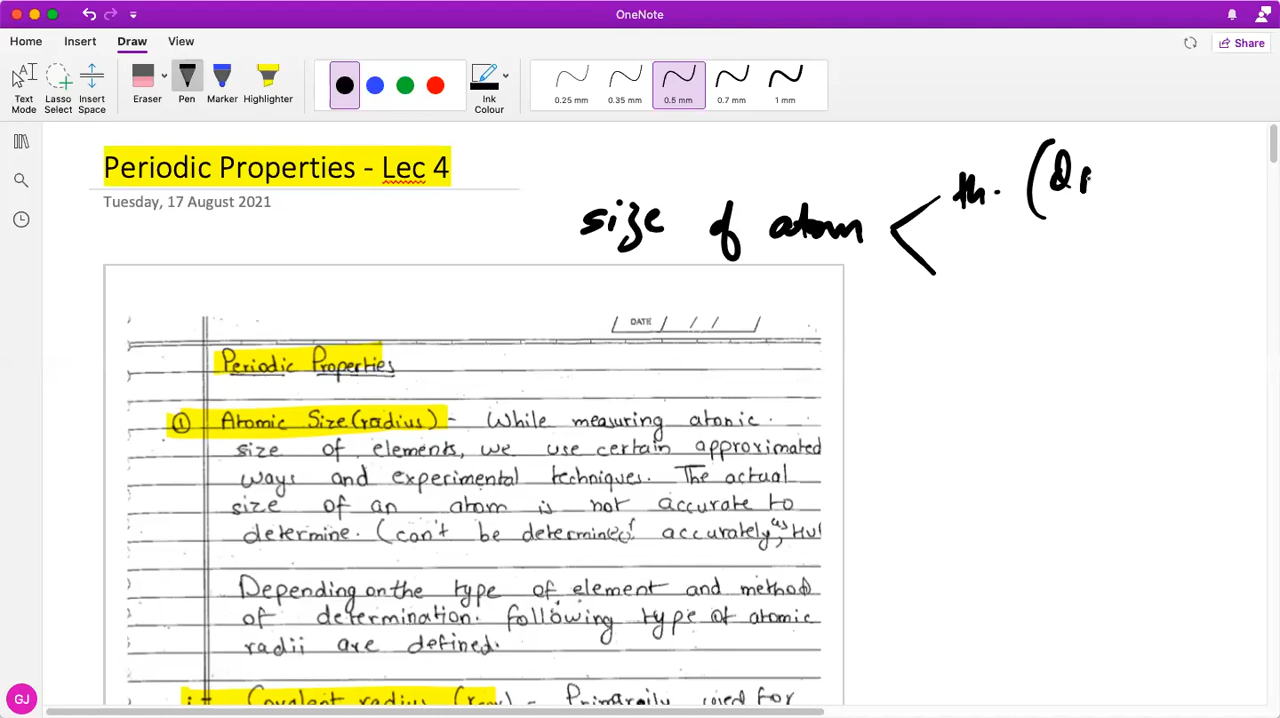 OneNote
Home Insert Draw View
Share
Text Mode
Lasso Select
Insert Space
Eraser
Pen
Marker
Highlighter
Ink Colour
0.25 mm
0.35 mm
0.5 mm
0.7 mm
1 mm
Periodic Properties - Lec 4
Tuesday, 17 August 2021
th.
size of atom <
DATE
Periodic Properties
① Atomic Size (radius) - While measuring atomic
size of elements, we use certain approximated
ways and experimental techniques. The actual
size of an atom is not accurate to
determine. (can't be determined accurately,
Depending on the type of element and method
of determination. Following type of atomic
radii are defined.
Covalent radius - Primarily used for
GJ